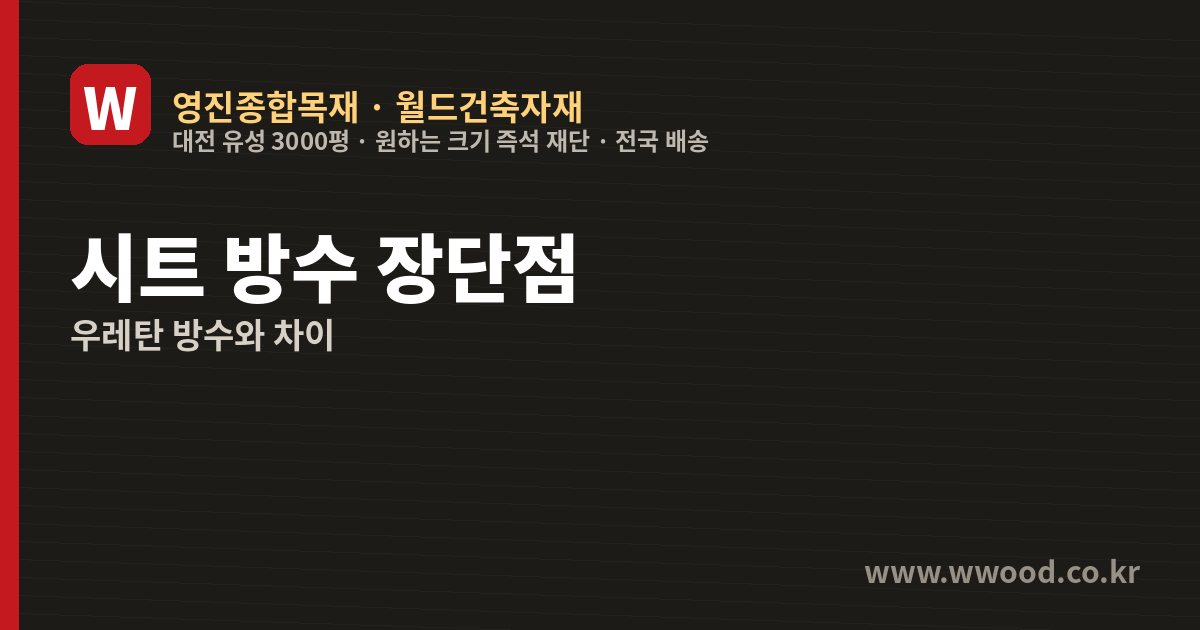 W
영진종합목재 · 월드건축자재
대전 유성 3000평 · 원하는 크기 즉석 재단 · 전국 배송
시트 방수 장단점
우레탄 방수와 차이
www.wwood.co.kr